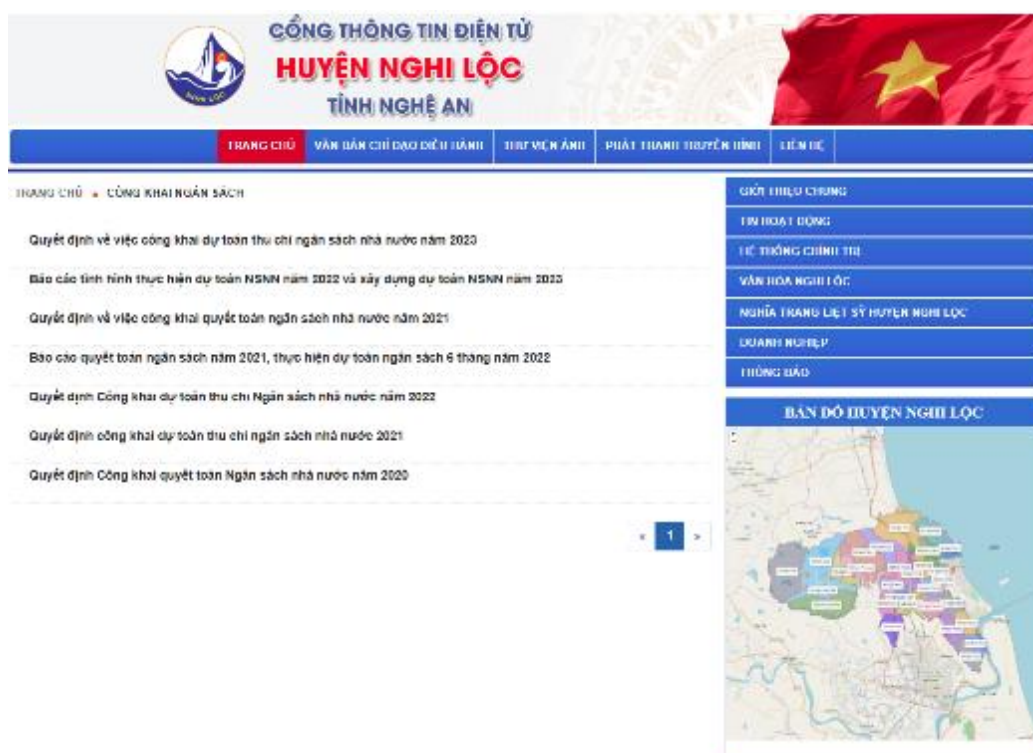 CỔNG THÔNG TIN ĐIỆN TỬ
HUYỆN NGHI LỘC
TỈNH NGHỆ AN
NGHI LỘC
TRANG CHỦ VĂN BẢN CHỈ ĐẠO ĐIỀU HÀNH THƯ VIỆN ẢNH PHÁT THANH TRUYỀN HÌNH LIÊN HỆ
TRANG CHỦ CÔNG KHAI NGÂN SÁCH
Quyết định về việc công khai dự toán thu chi ngân sách nhà nước năm 2023
Báo cáo tình hình thực hiện dự toán NSNN năm 2022 và xây dựng dự toán NSNN năm 2023
Quyết định về việc công khai quyết toán ngân sách nhà nước năm 2021
Báo cáo quyết toán ngân sách năm 2021, thực hiện dự toán ngân sách 6 tháng năm 2022
Quyết định Công khai dự toán thu chi Ngân sách nhà nước năm 2022
Quyết định công khai dự toán thu chi ngân sách nhà nước 2021
Quyết định Công khai quyết toán Ngân sách nhà nước năm 2020
« 1 »
GIỚI THIỆU CHUNG
TIN HOẠT ĐỘNG
HỆ THỐNG CHÍNH TRỊ
VĂN HÓA NGHI LỘC
NGHĨA TRANG LIỆT SỸ HUYỆN NGHI LỘC
DOANH NGHIỆP
THÔNG BÁO
BẢN ĐỒ HUYỆN NGHI LỘC